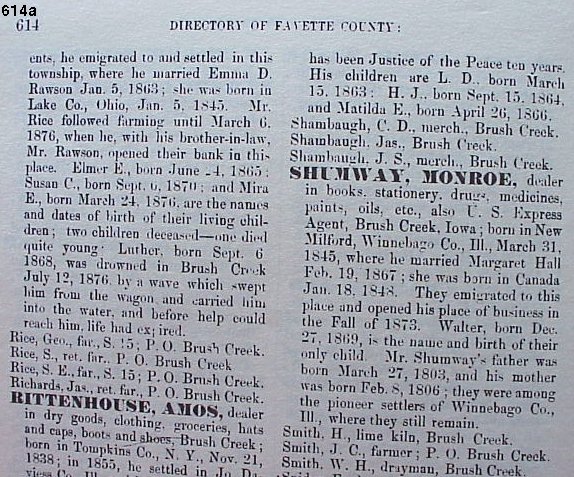 614a
614
DIRECTORY OF FAYETTE COUNTY:
ents, he emigrated to and settled in this
township, where he married Emma D.
Rawson Jan. 5, 1863; she was born in
Lake Co., Ohio, Jan. 5, 1845. Mr.
Rice followed farming until March 6,
1876, when he, with his brother-in-law,
Mr. Rawson, opened their bank in this
place. Elmer E., born June 24, 1865;
Susan C., born Sept. 6, 1870; and Mira
E., born March 24, 1876, are the names
and dates of birth of their living chil-
dren; two children deceased—one died
quite young; Luther, born Sept. 6
1868, was drowned in Brush Creek
July 12, 1876, by a wave which swept
him from the wagon and carried him
into the water, and before help could
reach him, life had expired.
Rice, Geo., far., S. 15; P. O. Brush Creek.
Rice, S., ret. far., P. O. Brush Creek
Rice, S. E., far., S. 15; P. O. Brush Creek.
Richards, Jas., ret. far., P. O. Brush Creek.
RITTENHOUSE, AMOS, dealer
in dry goods, clothing, groceries, hats
and caps, boots and shoes, Brush Creek;
born in Tompkins Co., N. Y., Nov. 21,
1838; in 1855, he settled in Jo Da-
viess Co., Ill.
has been Justice of the Peace ten years.
His children are L. D., born March
15, 1863; H. J., born Sept. 15, 1864,
and Matilda E., born April 26, 1866.
Shambaugh, C. D., merch., Brush Creek.
Shambaugh, Jas., Brush Creek.
Shambaugh, J. S., merch., Brush Creek.
SHUMWAY, MONROE, dealer
in books, stationery, drugs, medicines,
paints, oils, etc., also U. S. Express
Agent, Brush Creek, Iowa; born in New
Milford, Winnebago Co., Ill., March 31,
1845, where he married Margaret Hall
Feb. 19, 1867; she was born in Canada
Jan. 18, 1848. They emigrated to this
place and opened his place of business in
the Fall of 1873. Walter, born Dec.
27, 1869, is the name and birth of their
only child. Mr. Shumway's father was
born March 27, 1803, and his mother
was born Feb. 8, 1806; they were among
the pioneer settlers of Winnebago Co.,
Ill., where they still remain.
Smith, H., lime kiln, Brush Creek.
Smith, J. C., farmer; P. O. Brush Creek.
Smith, W. H., drayman, Brush Creek.